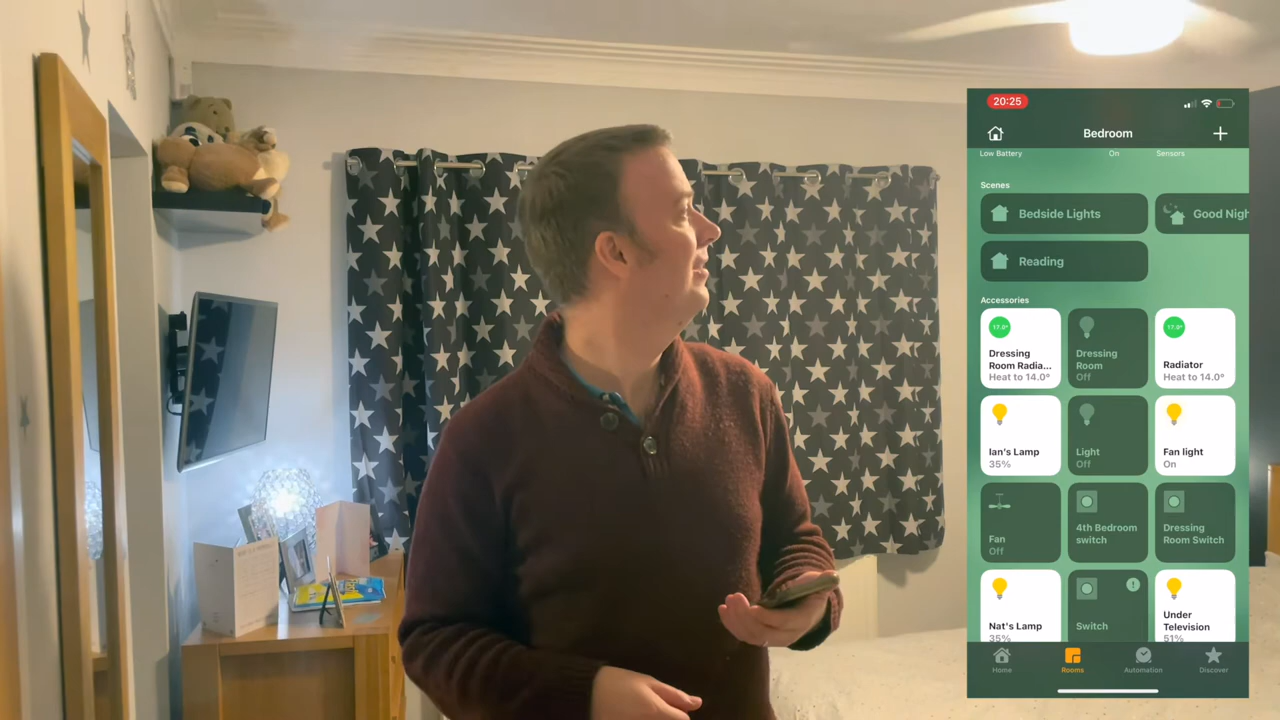 20:25
Bedroom
Low Battery
On
Sensors
Scenes
Bedside Lights
Good Nigh
Reading
Accessories
17.0°
Dressing
Room Radia...
Heat to 14.0°
Dressing
Room
Off
17.0°
Radiator
Heat to 14.0°
Ian's Lamp
35%
Light
Off
Fan light
On
Fan
Off
4th Bedroom
switch
Dressing
Room Switch
Nat's Lamp
35%
Switch
Under
Television
51%
Home
Rooms
Automation
Discover